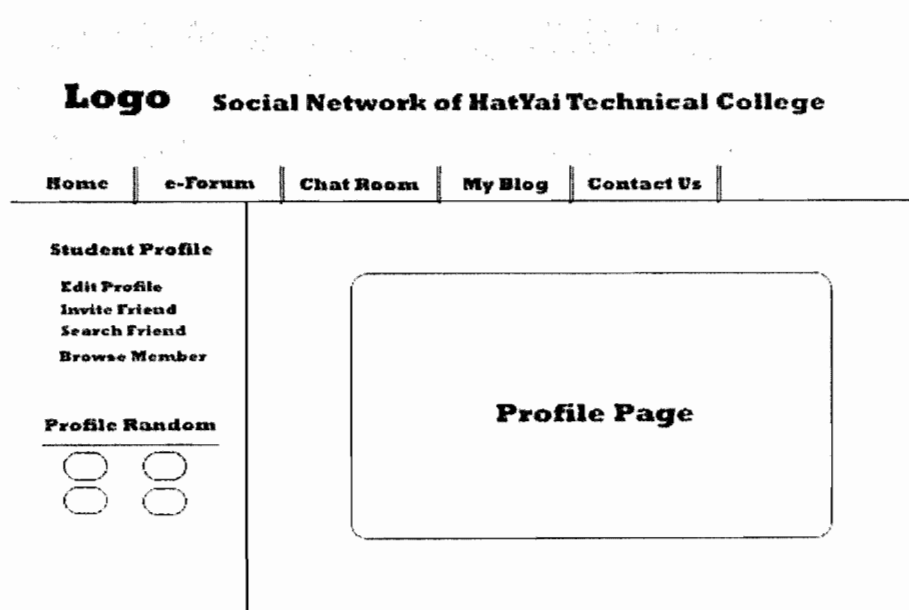 Logo Social Network of HatYai Technical College
Home e-Forum Chat Room My Blog Contact Us
Student Profile
Edit Profile
Invite Friend
Search Friend
Browse Member
Profile Random
Profile Page